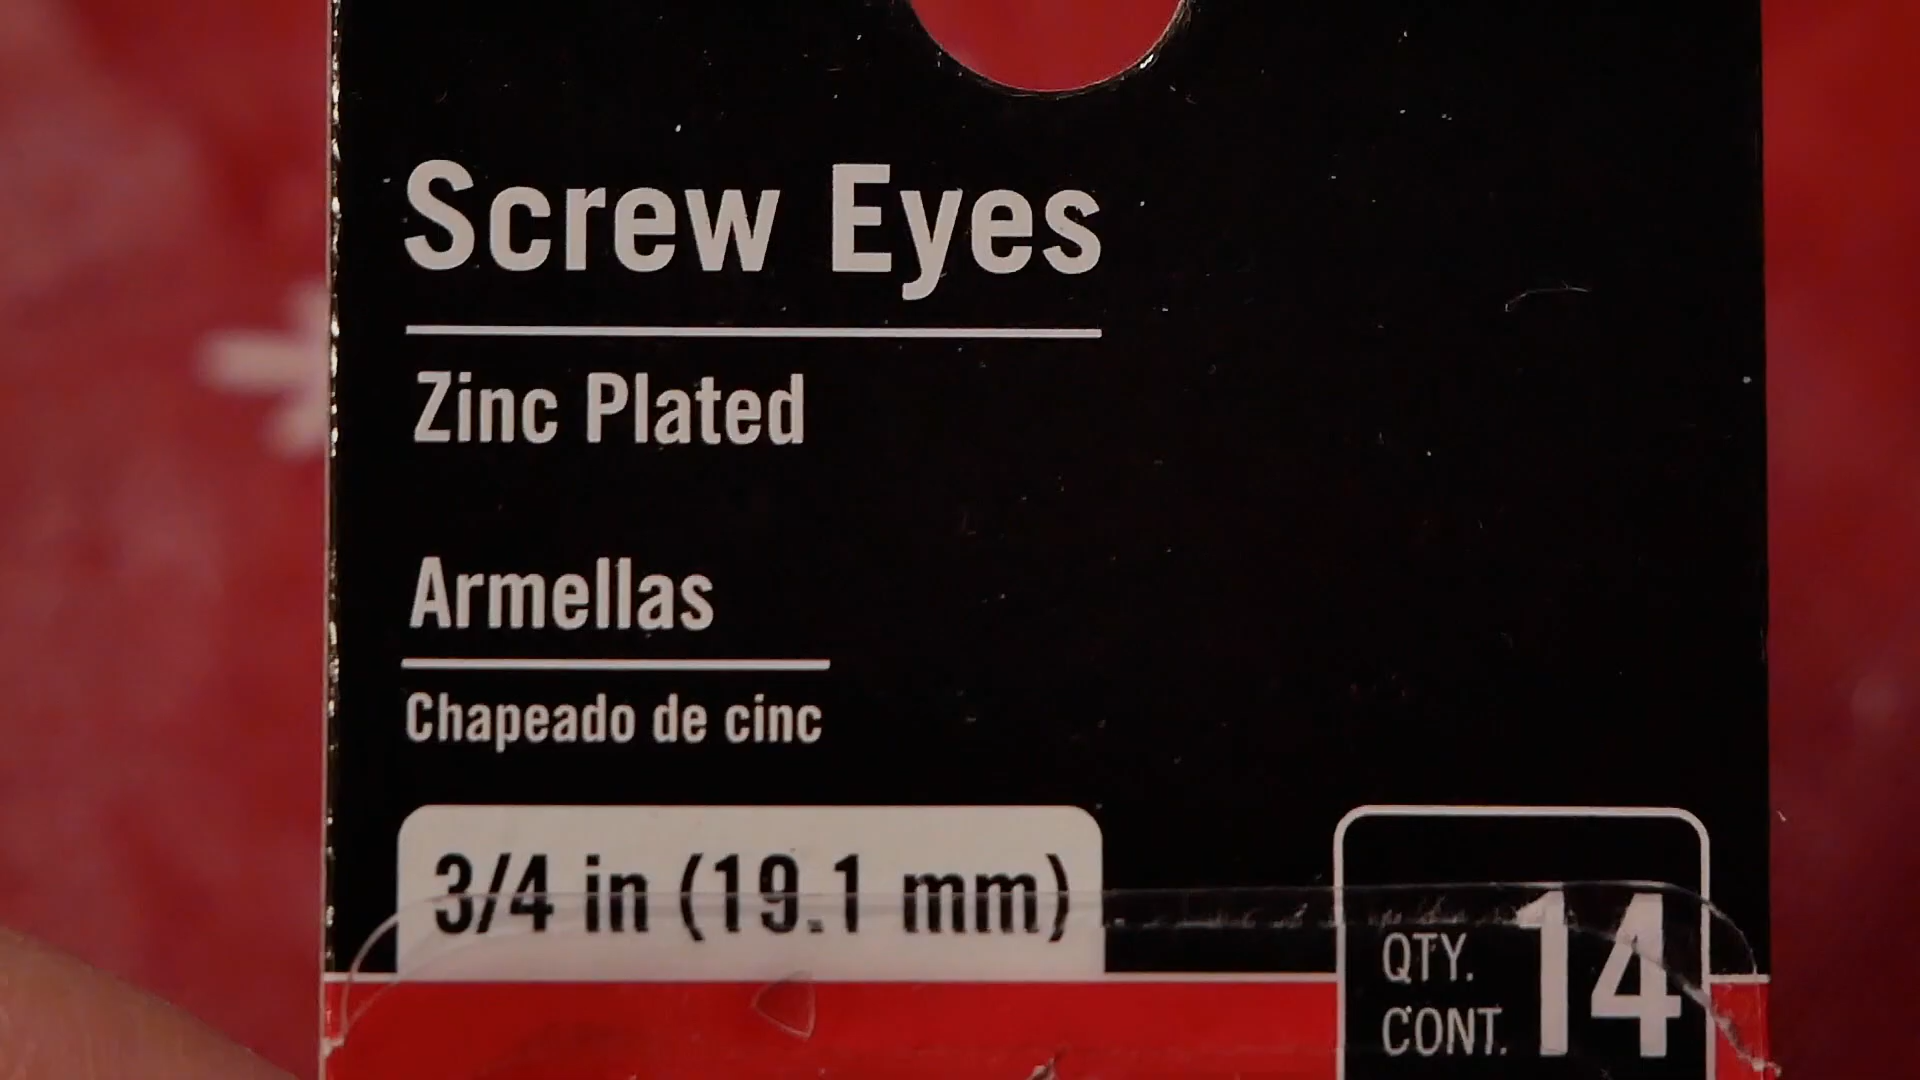 Screw Eyes
Zinc Plated
Armellas
Chapeado de cinc
3/4 in (19.1 mm)
QTY. 14
CONT.